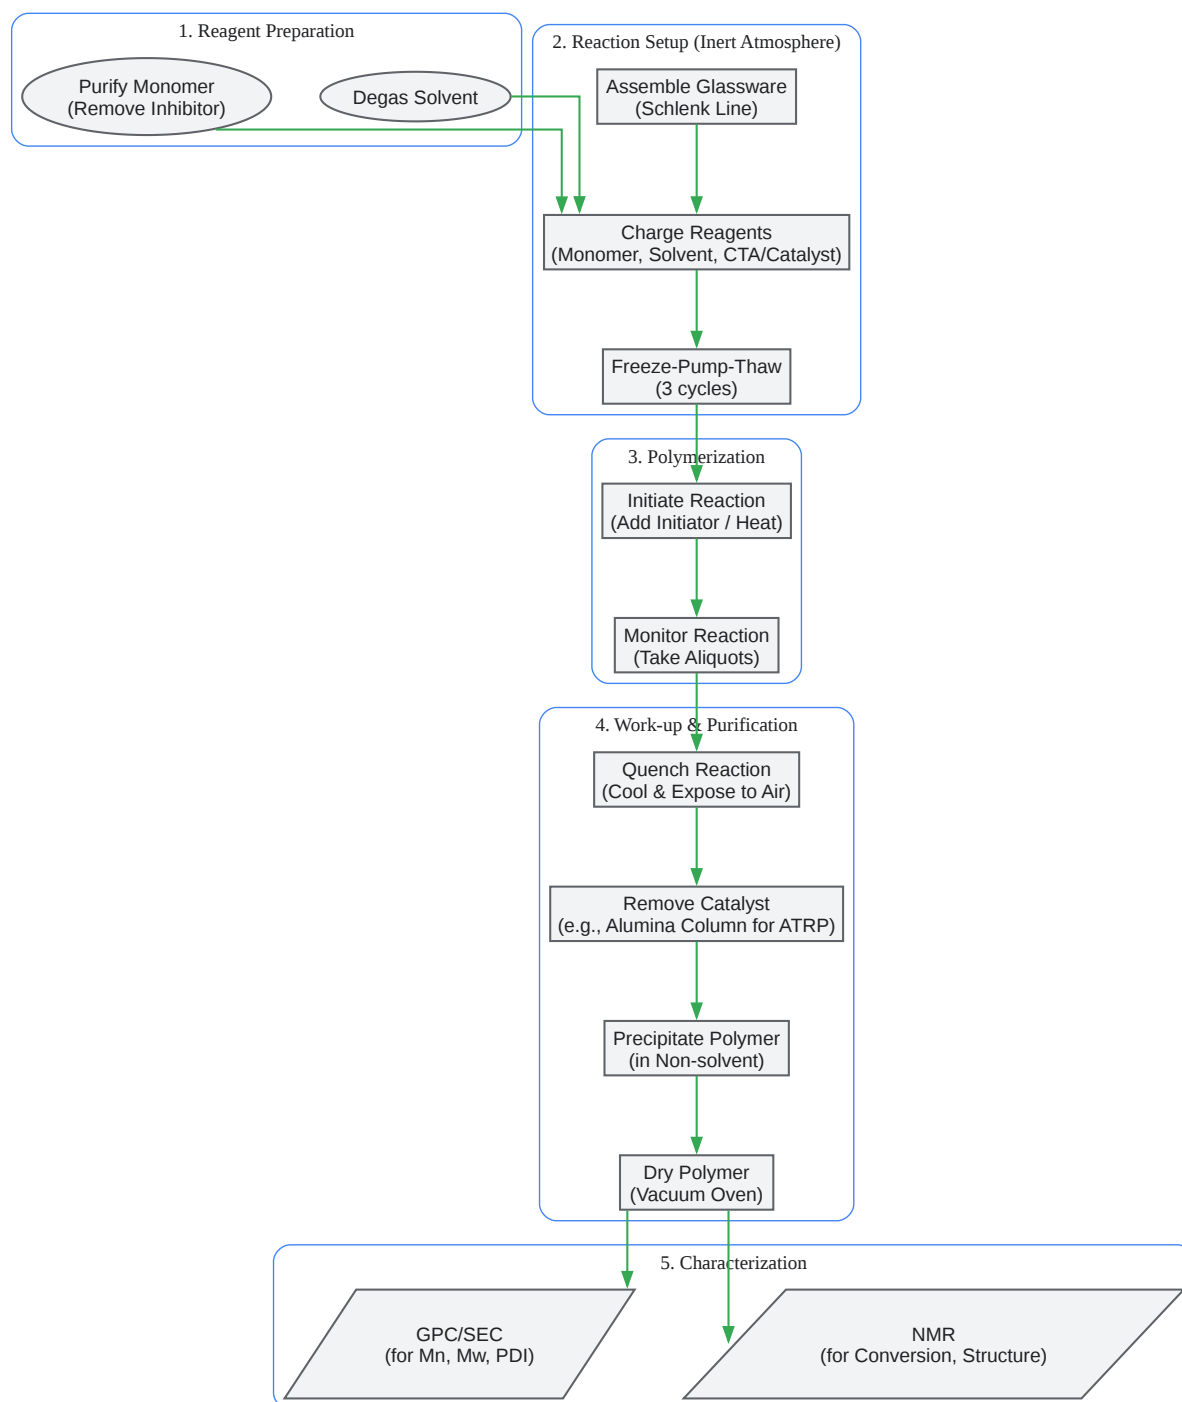 1. Reagent Preparation
Purify Monomer
(Remove Inhibitor)
Degas Solvent
2. Reaction Setup (Inert Atmosphere)
Assemble Glassware
(Schlenk Line)
Charge Reagents
(Monomer, Solvent, CTA/Catalyst)
Freeze-Pump-Thaw
(3 cycles)
3. Polymerization
Initiate Reaction
(Add Initiator / Heat)
Monitor Reaction
(Take Aliquots)
4. Work-up & Purification
Quench Reaction
(Cool & Expose to Air)
Remove Catalyst
(e.g., Alumina Column for ATRP)
Precipitate Polymer
(in Non-solvent)
Dry Polymer
(Vacuum Oven)
5. Characterization
GPC/SEC
(for Mn, Mw, PDI)
NMR
(for Conversion, Structure)